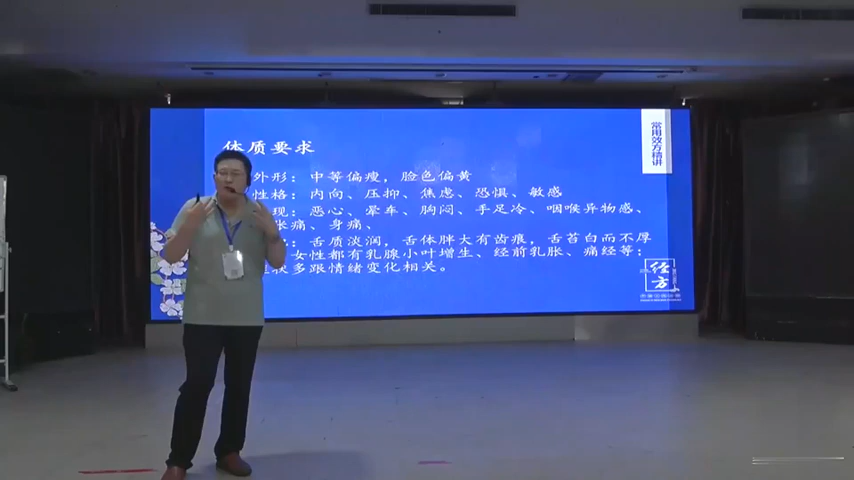 常用效方精讲
体质要求
外形：中等偏瘦，脸色偏黄
性格：内向、压抑、焦虑、恐惧、敏感
现：恶心、晕车、胸闷、手足冷、咽喉异物感、
胀痛、身痛、
：舌质淡润，舌体胖大有齿痕，舌苔白而不厚
女性都有乳腺小叶增生、经前乳胀、痛经等；
状多跟情绪变化相关。
经方